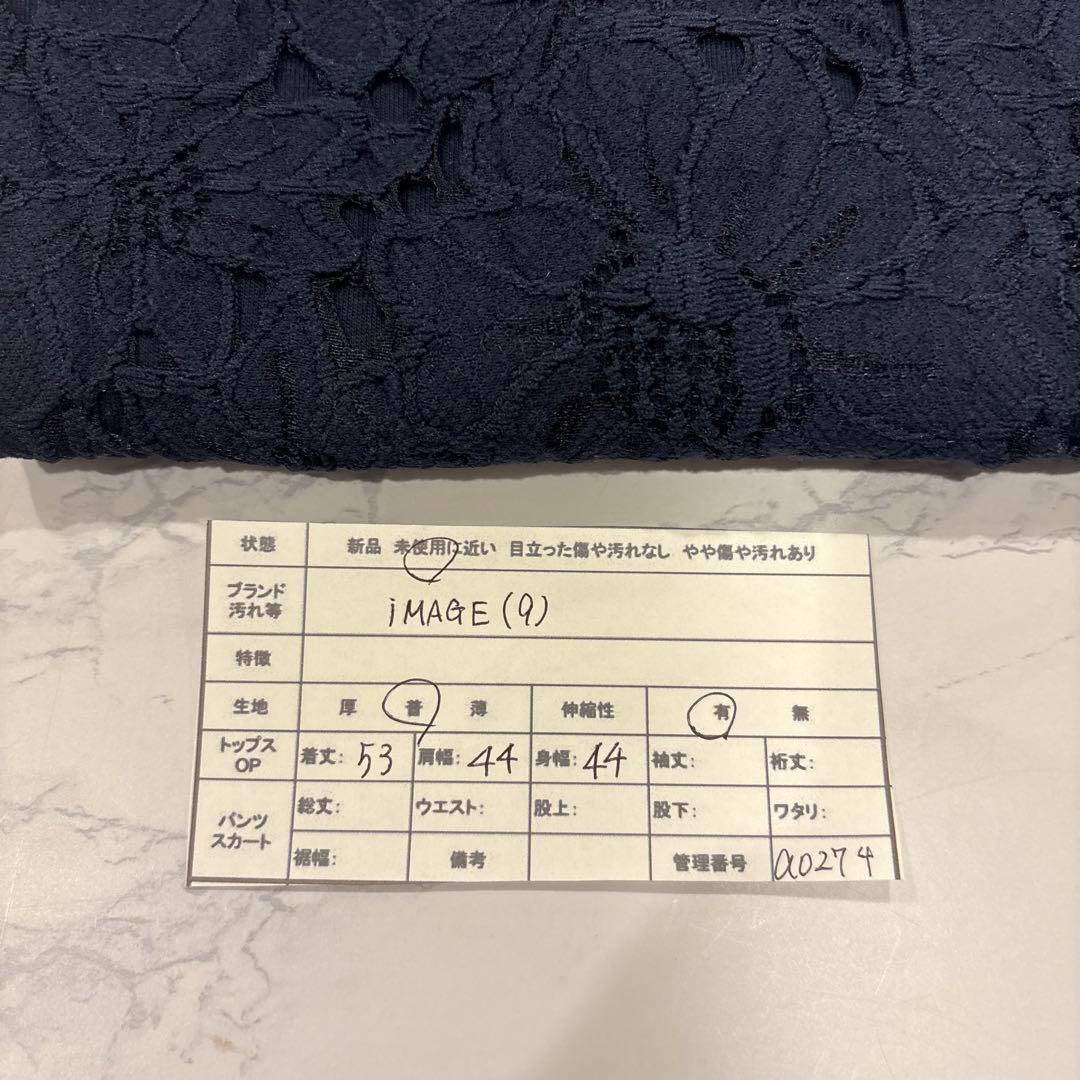 状態 新品 未使用に近い 目立った傷や汚れなし やや傷や汚れあり
ブランド
汚れ等
iMAGE(9)
特徴
生地 厚 普 薄 伸縮性 有 無
トップス
OP
着丈: 53 肩幅: 44 身幅: 44 袖丈: 裄丈:
パンツ
スカート
総丈: ウエスト: 股上: 股下: ワタリ:
裾幅: 備考 管理番号 a0274